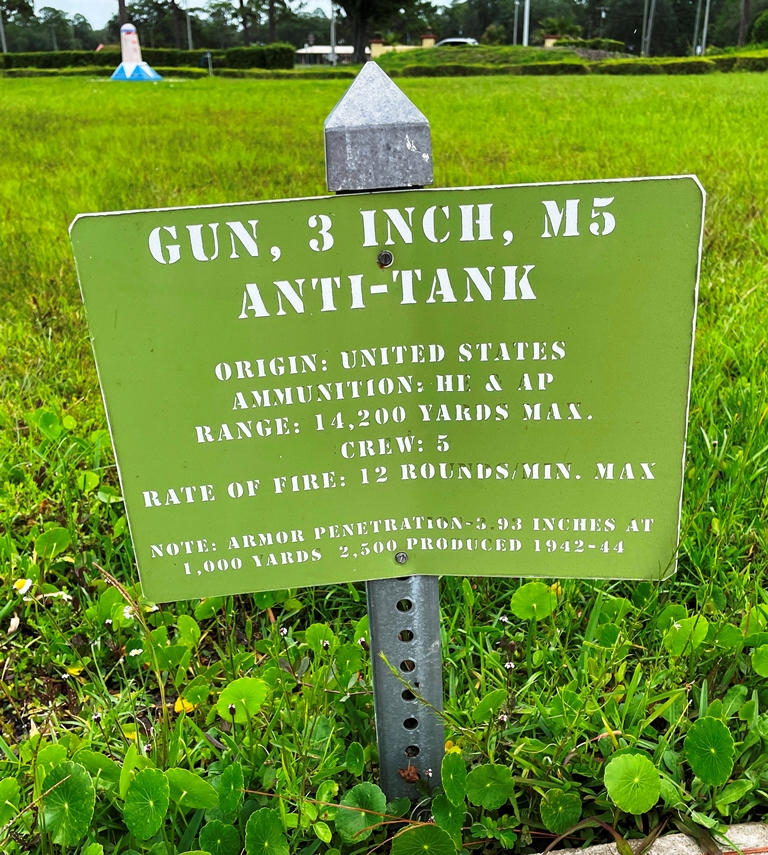 GUN, 3 INCH, M5
ANTI-TANK
ORIGIN: UNITED STATES
AMMUNITION: HE & AP
RANGE: 14,200 YARDS MAX.
CREW: 5
RATE OF FIRE: 12 ROUNDS/MIN. MAX
NOTE: ARMOR PENETRATION-3.93 INCHES AT
1,000 YARDS 2,500 PRODUCED 1942-44